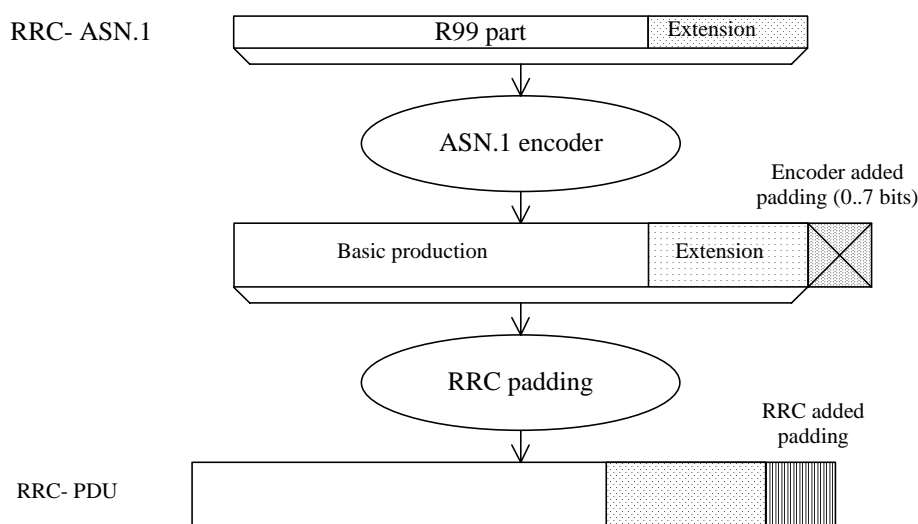 RRC- ASN.1
R99 part
Extension
ASN.1 encoder
Encoder added
padding (0..7 bits)
Basic production
Extension
RRC padding
RRC added
padding
RRC- PDU